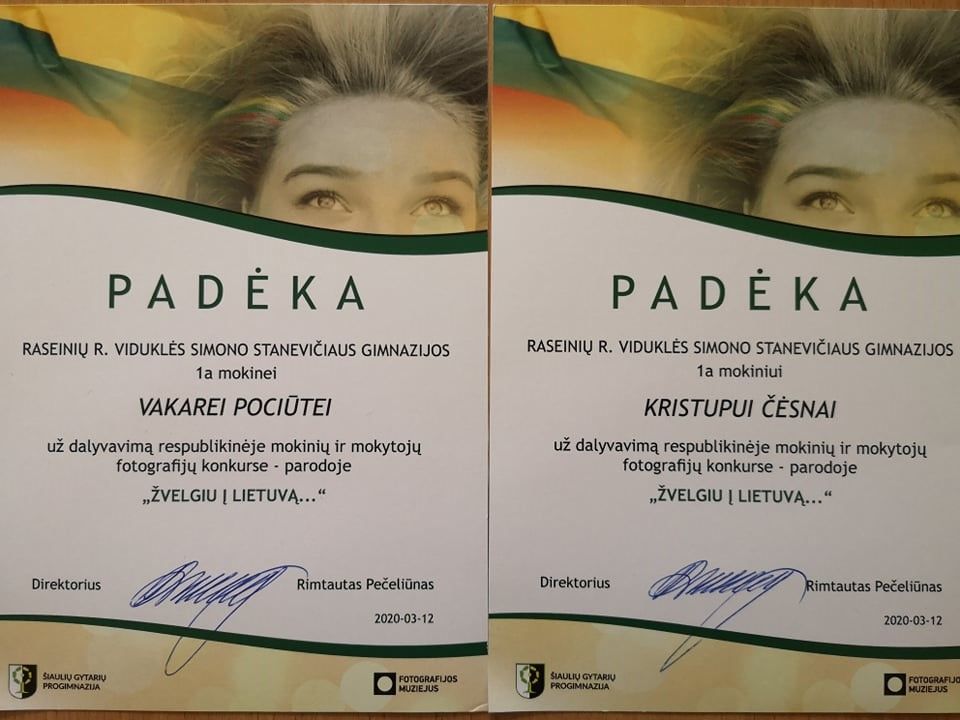 PADĖKA
RASEINIŲ R. VIDUKLĖS SIMONO STANEVIČIAUS GIMNAZIJOS
1a mokinei
VAKAREI POCIŪTEI
už dalyvavimą respublikinėje mokinių ir mokytojų
fotografijų konkurse - parodoje
„ŽVELGIU Į LIETUVĄ...“
Direktorius
Rimtautas Pečeliūnas
2020-03-12
ŠIAULIŲ GYTARIŲ
PROGIMNAZIJA
FOTOGRAFIJOS
MUZIEJUS
PADĖKA
RASEINIŲ R. VIDUKLĖS SIMONO STANEVIČIAUS GIMNAZIJOS
1a mokiniui
KRISTUPUI ČĖSNAI
už dalyvavimą respublikinėje mokinių ir mokytojų
fotografijų konkurse - parodoje
„ŽVELGIU Į LIETUVĄ...“
Direktorius
Rimtautas Pečeliūnas
2020-03-12
ŠIAULIŲ GYTARIŲ
PROGIMNAZIJA
FOTOGRAFIJOS
MUZIEJUS